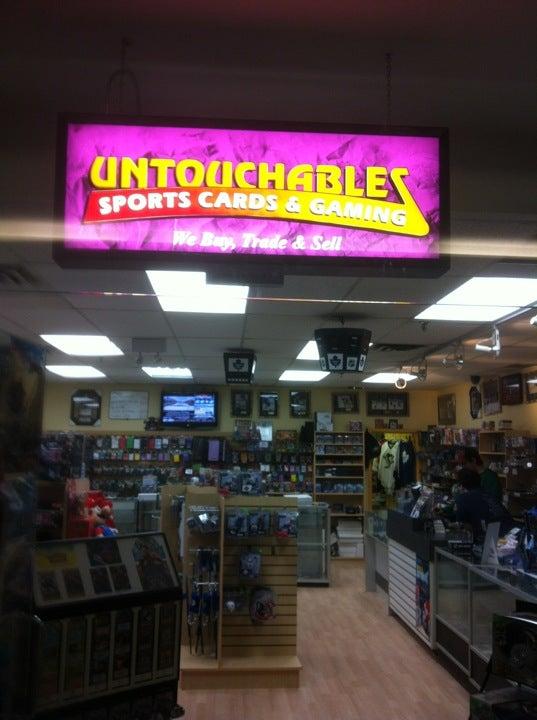 UNTOUCHABLES
SPORTS CARDS & GAMING
We Buy, Trade & Sell